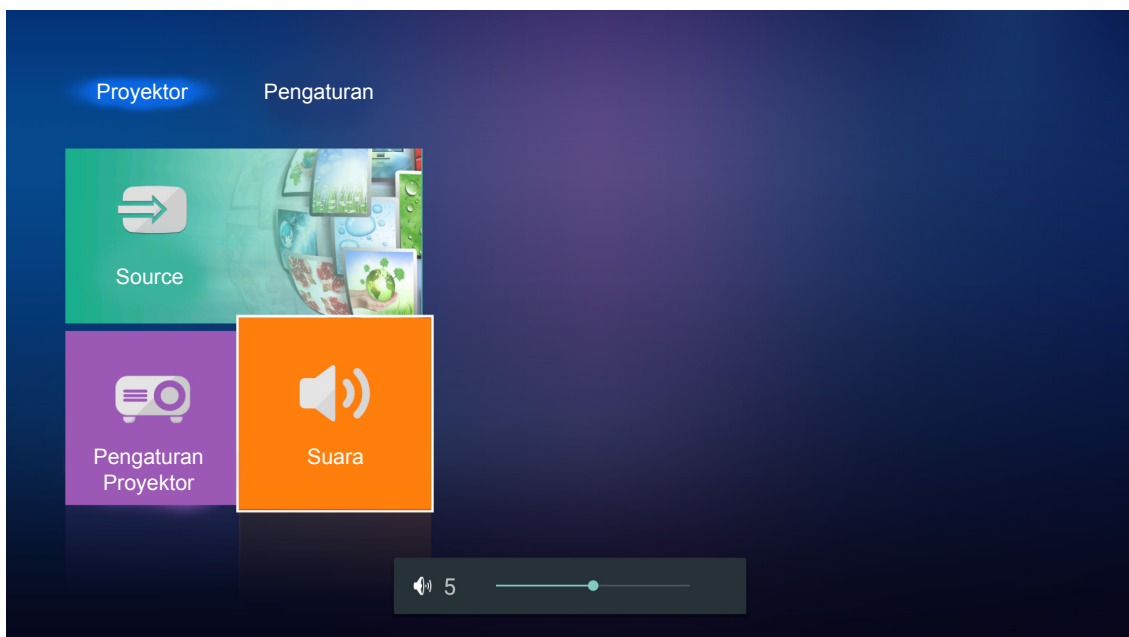 Proyektor
Pengaturan
Source
Pengaturan
Proyektor
Suara
5